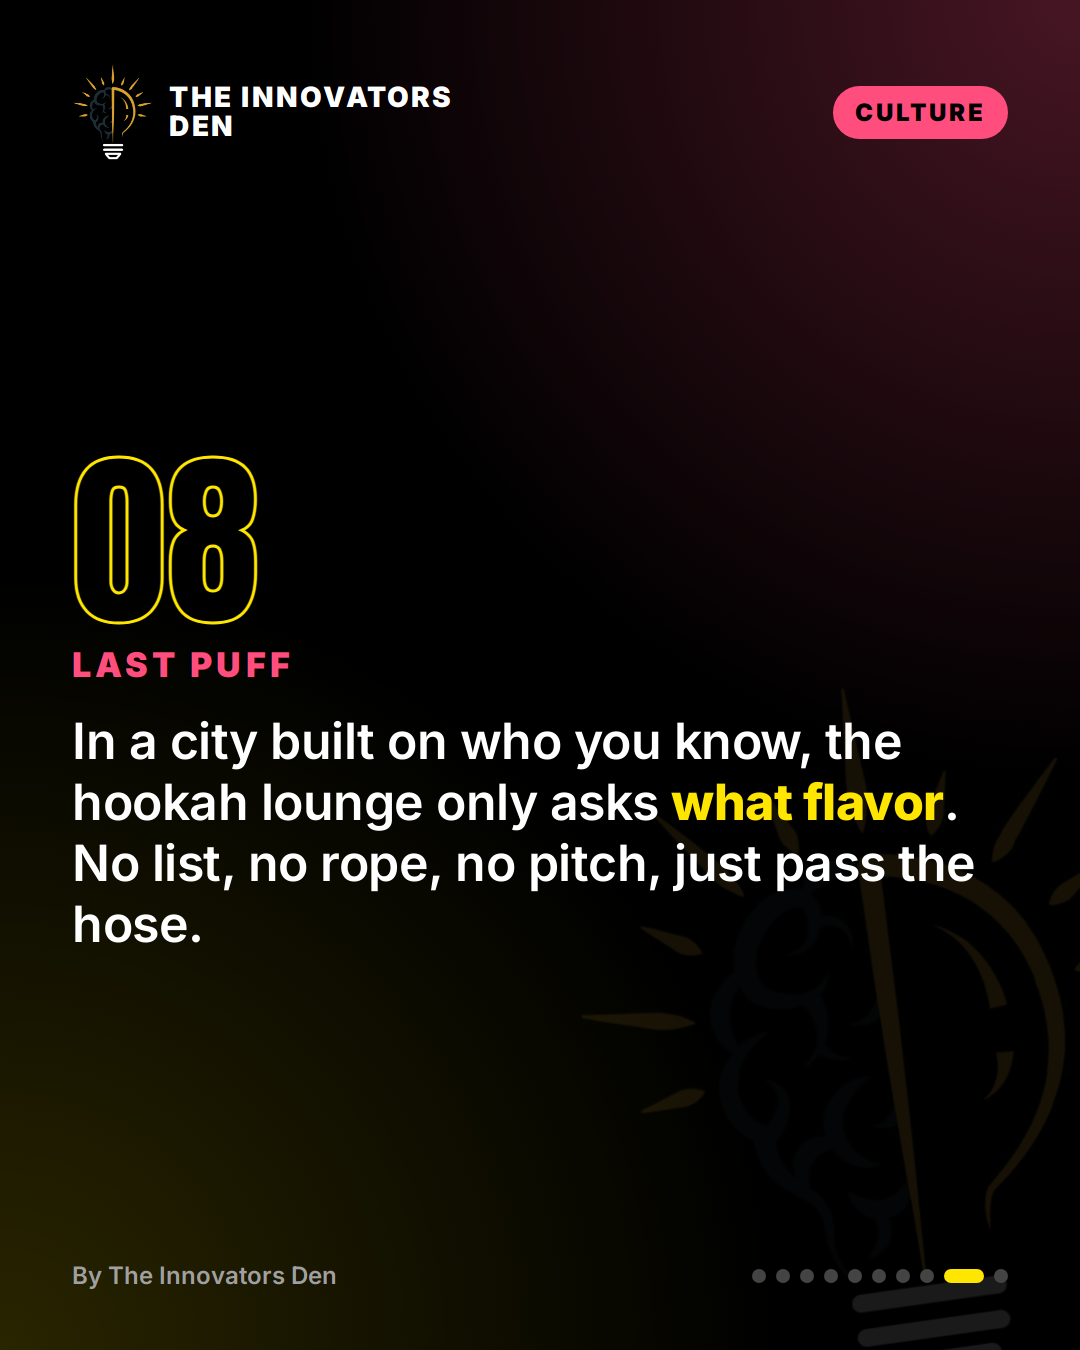 THE INNOVATORS
DEN
CULTURE
08
LAST PUFF
In a city built on who you know, the
hookah lounge only asks what flavor.
No list, no rope, no pitch, just pass the
hose.
By The Innovators Den